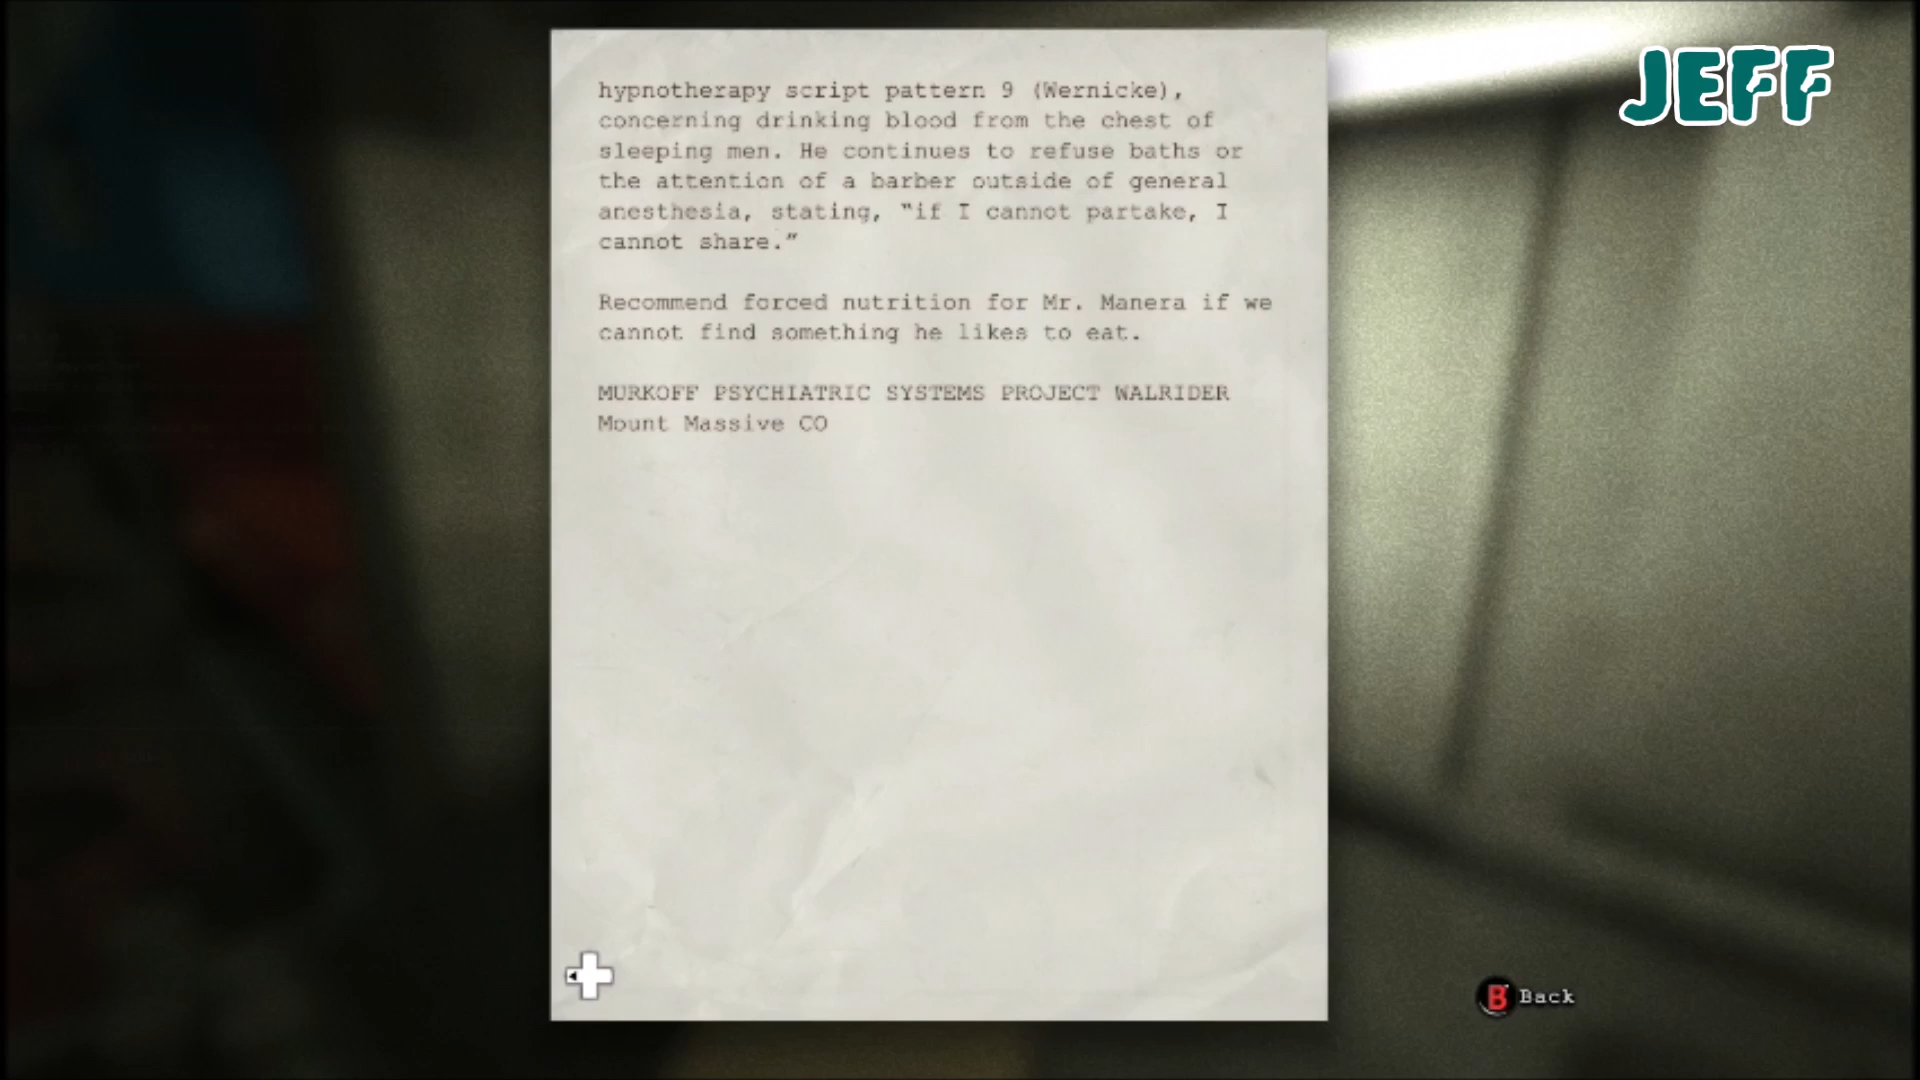 JEFF
hypnotherapy script pattern 9 (Wernicke),
concerning drinking blood from the chest of
sleeping men. He continues to refuse baths or
the attention of a barber outside of general
anesthesia, stating, "if I cannot partake, I
cannot share."
Recommend forced nutrition for Mr. Manera if we
cannot find something he likes to eat.
MURKOFF PSYCHIATRIC SYSTEMS PROJECT WALRIDER
Mount Massive CO
B Back